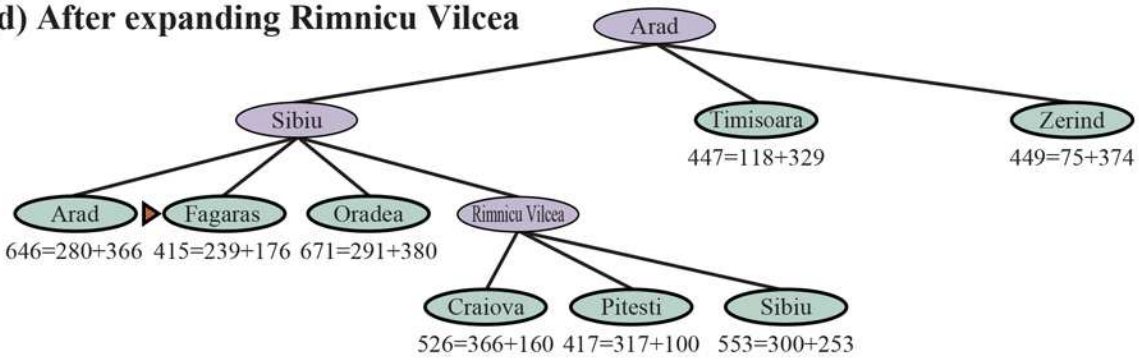 d) After expanding Rimnicu Vilcea
Arad
Sibiu
Timisoara
Zerind
447=118+329
449=75+374
Arad
Fagaras
Oradea
Rimnicu Vilcea
646=280+366
415=239+176
671=291+380
Craiova
Pitesti
Sibiu
526=366+160
417=317+100
553=300+253